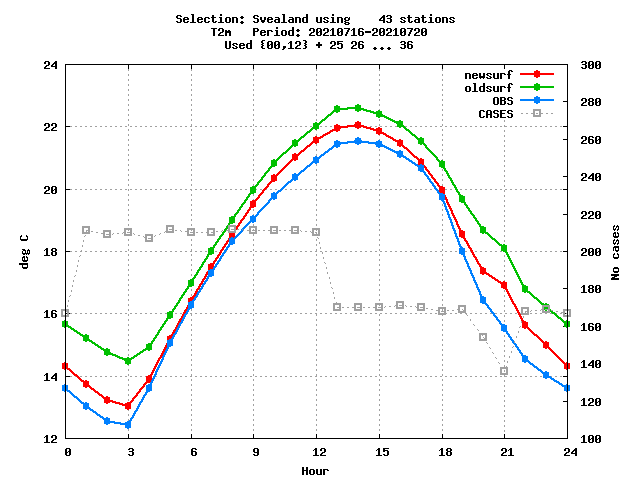 Selection: Svealand using    43 stations
T2m   Period: 20210716-20210720
Used {00,12} + 25 26 ... 36
newsurf
oldsurf
OBS
CASES
24
22
20
18
16
14
12
300
280
260
240
220
200
180
160
140
120
100
deg C
No cases
0 3 6 9 12 15 18 21 24
Hour